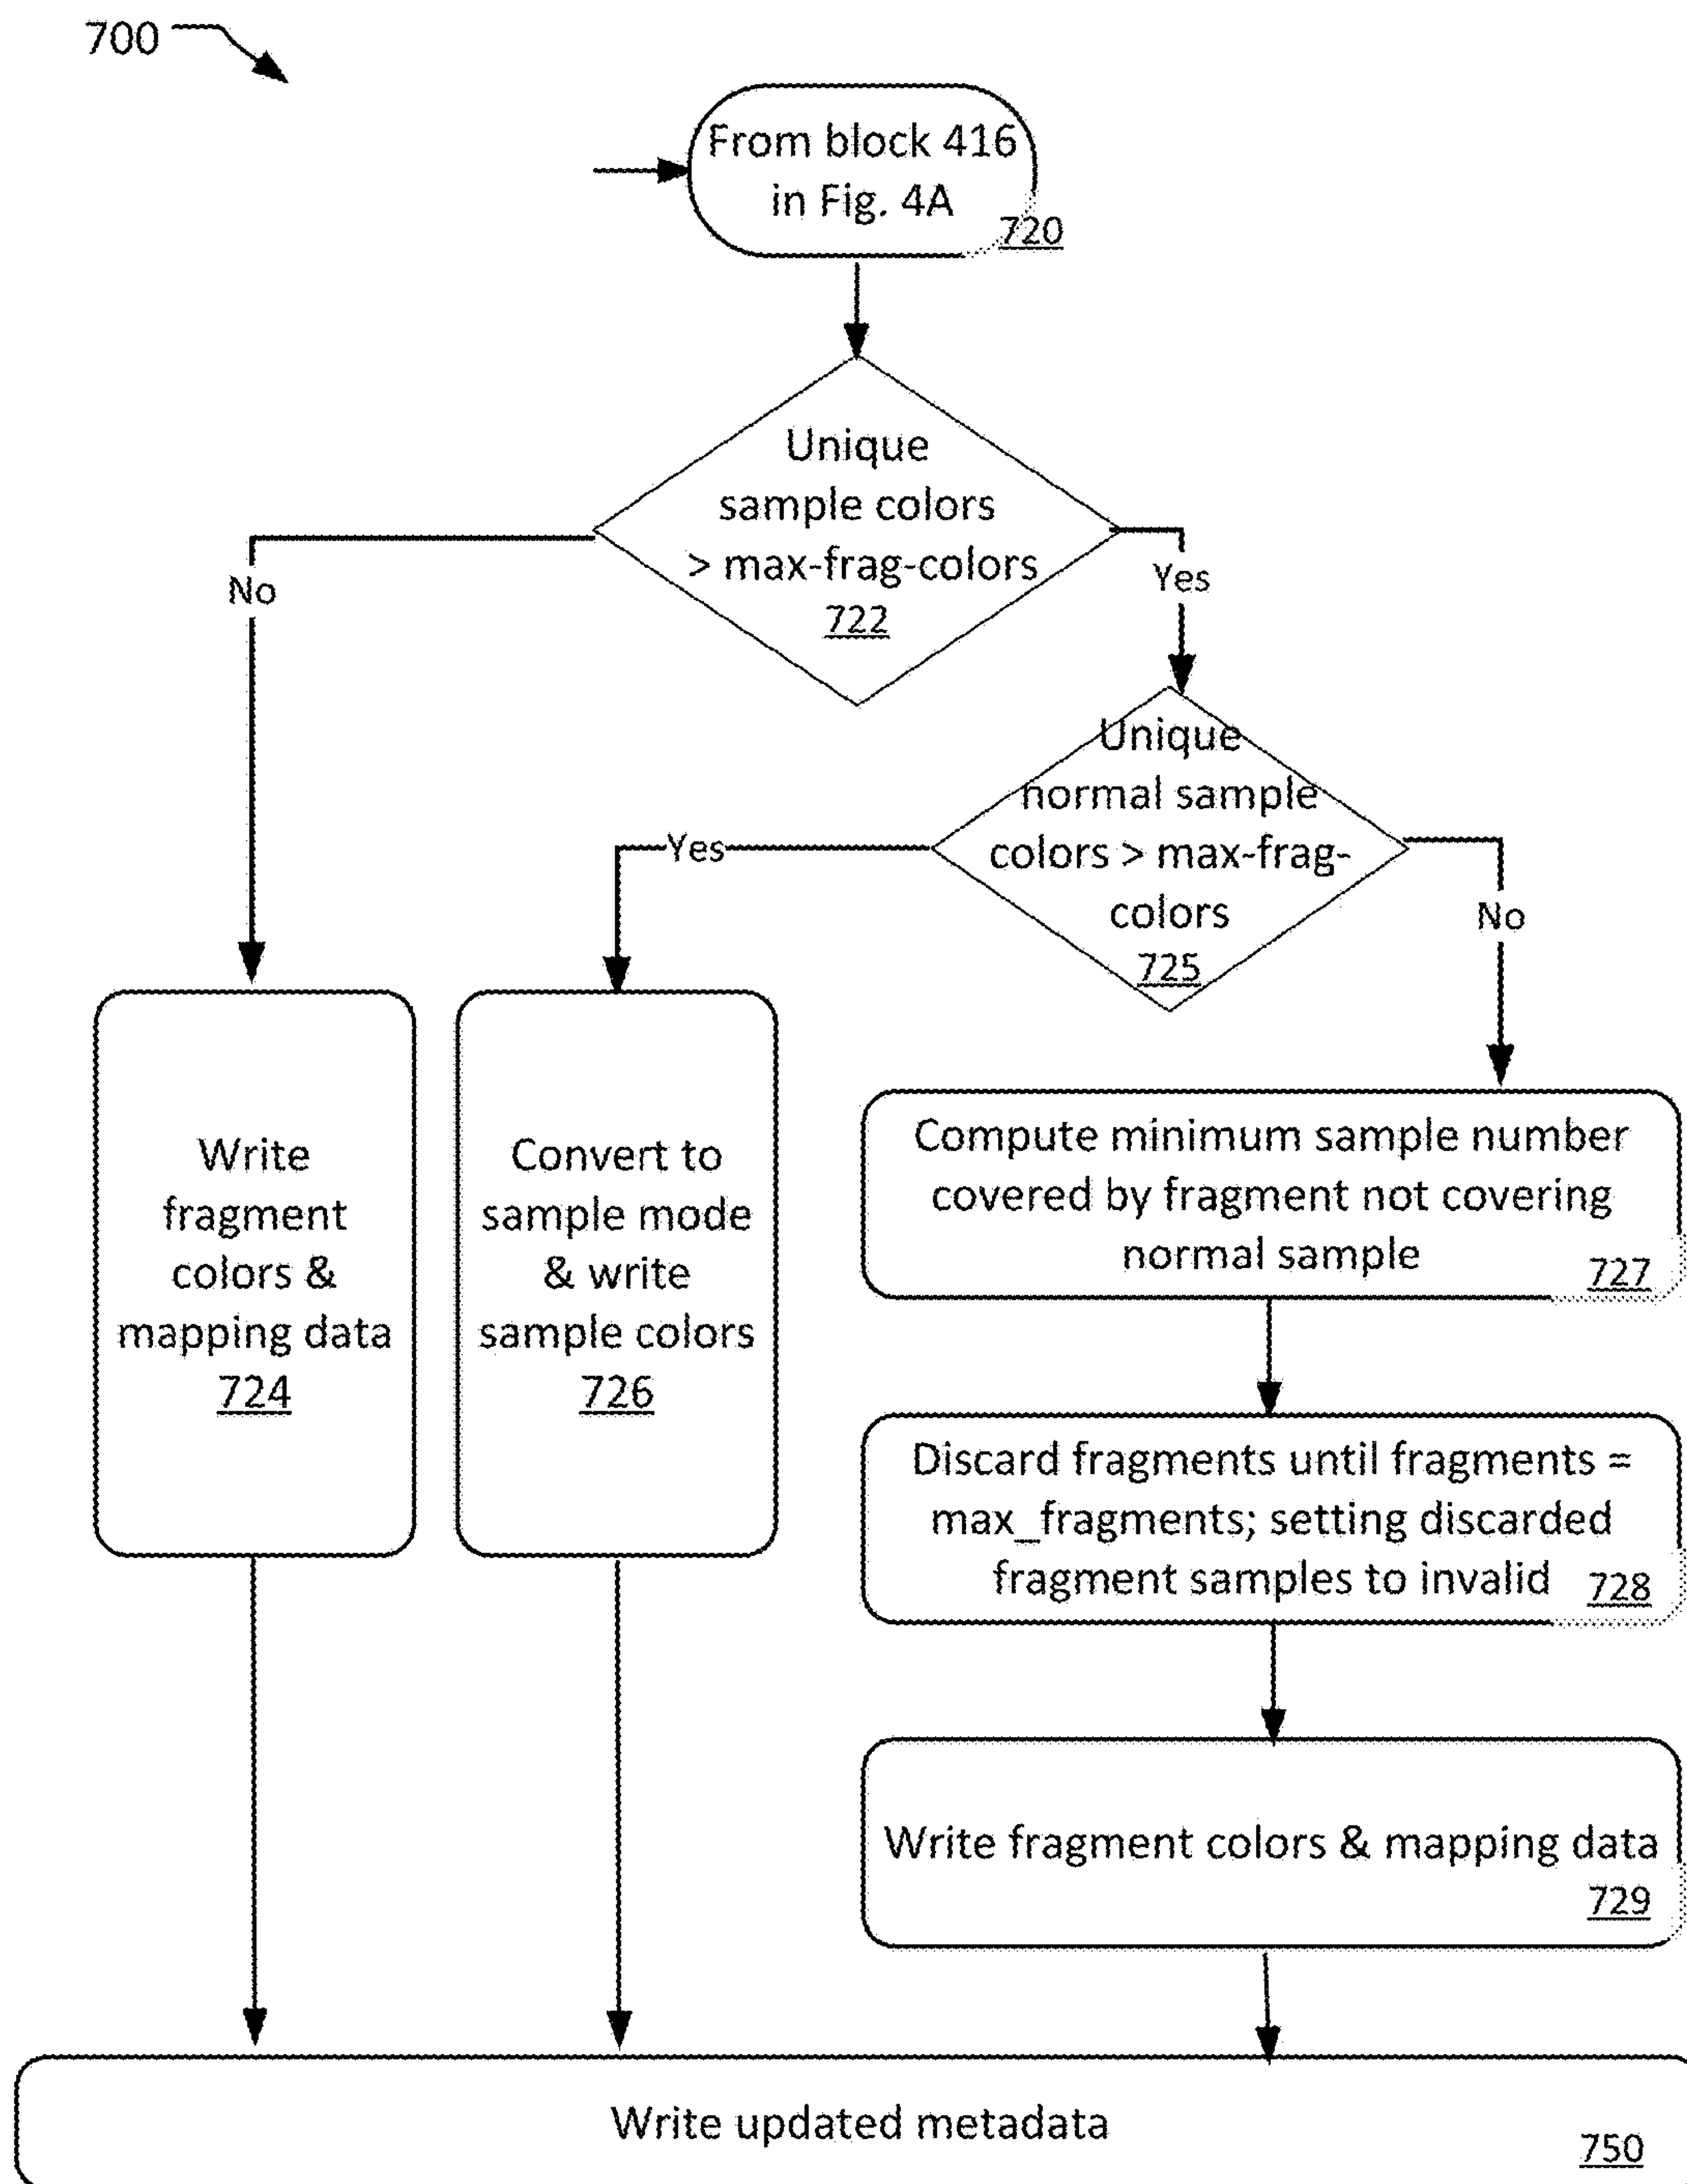 700
From block 416
in Fig. 4A
720
Unique
sample colors
> max-frag-colors
722
No
Yes
Unique
normal sample
colors > max-frag-
colors
725
Yes
No
Write
fragment
colors &
mapping data
724
Convert to
sample mode
& write
sample colors
726
Compute minimum sample number
covered by fragment not covering
normal sample
727
Discard fragments until fragments =
max_fragments; setting discarded
fragment samples to invalid
728
Write fragment colors & mapping data
729
Write updated metadata
750